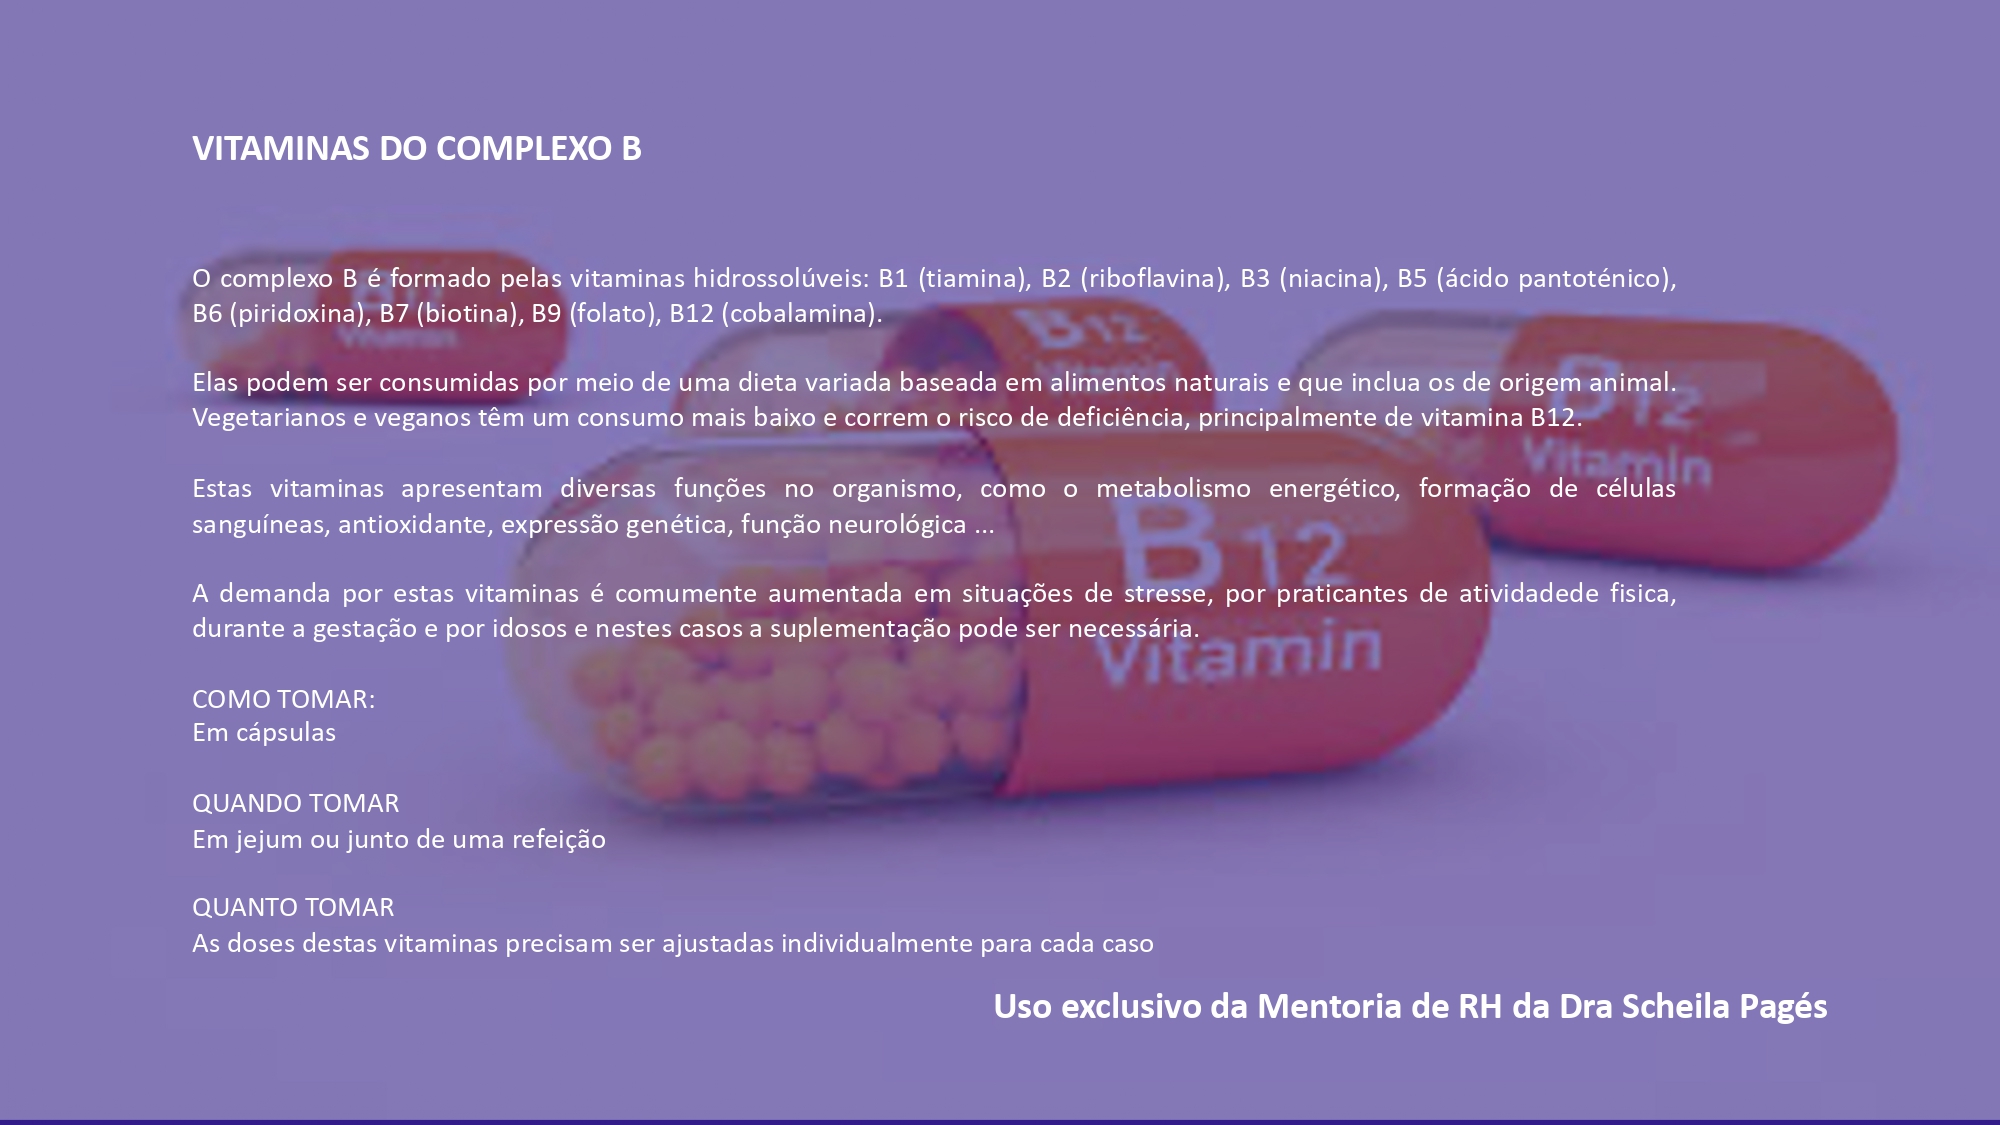 VITAMINAS DO COMPLEXO B
O complexo B é formado pelas vitaminas hidrossolúveis: B1 (tiamina), B2 (riboflavina), B3 (niacina), B5 (ácido pantoténico),
B6 (piridoxina), B7 (biotina), B9 (folato), B12 (cobalamina).
Elas podem ser consumidas por meio de uma dieta variada baseada em alimentos naturais e que inclua os de origem animal.
Vegetarianos e veganos têm um consumo mais baixo e correm o risco de deficiência, principalmente de vitamina B12.
Estas vitaminas apresentam diversas funções no organismo, como o metabolismo energético, formação de células
sanguíneas, antioxidante, expressão genética, função neurológica ...
A demanda por estas vitaminas é comumente aumentada em situações de stresse, por praticantes de atividadede fisica,
durante a gestação e por idosos e nestes casos a suplementação pode ser necessária.
COMO TOMAR:
Em cápsulas
QUANDO TOMAR
Em jejum ou junto de uma refeição
QUANTO TOMAR
As doses destas vitaminas precisam ser ajustadas individualmente para cada caso
Uso exclusivo da Mentoria de RH da Dra Scheila Pagés
B12
Vitamin
B12
Vitamin
B12
Vitamin